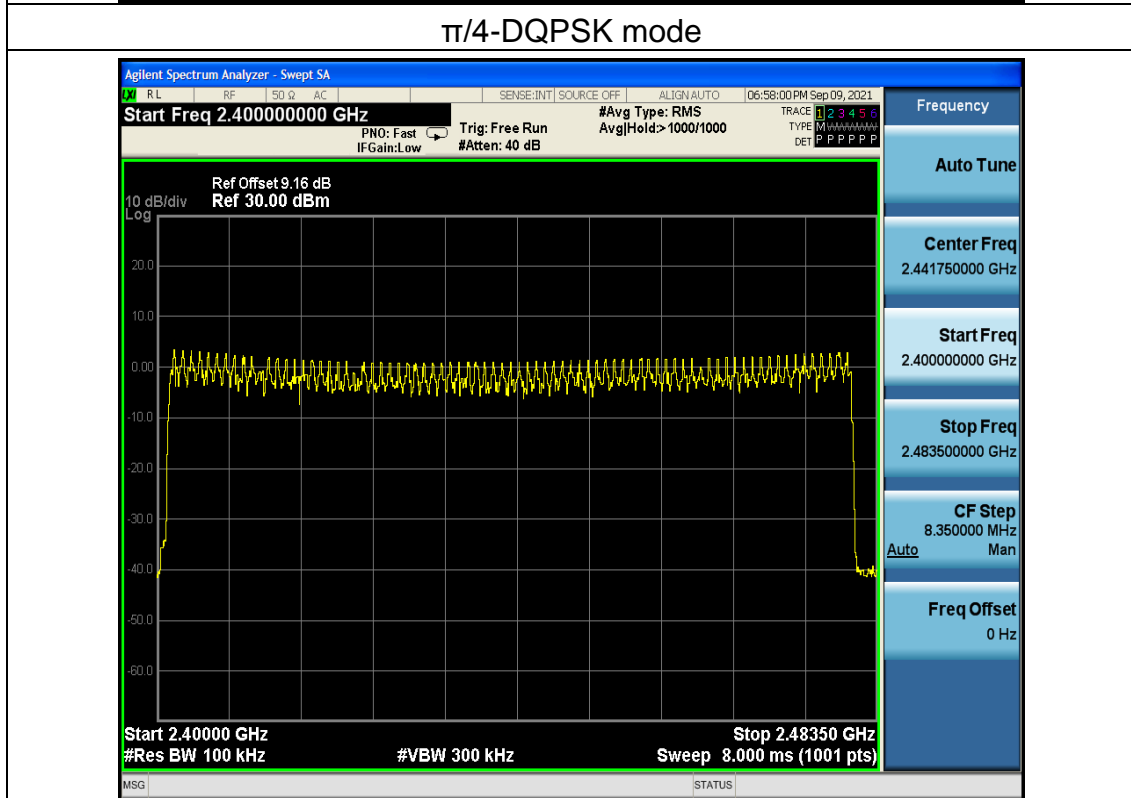 π/4-DQPSK mode
Agilent Spectrum Analyzer - Swept SA
LXI RL RF 50 Ω AC SENSE:INT SOURCE OFF ALIGN AUTO 06:58:00 PM Sep 09, 2021
Start Freq 2.400000000 GHz #Avg Type: RMS TRACE 1 2 3 4 5 6
PNO: Fast Trig: Free Run Avg|Hold:>1000/1000 TYPE M
IFGain:Low #Atten: 40 dB DET P P P P P P
Frequency
Auto Tune
Center Freq
2.441750000 GHz
Start Freq
2.400000000 GHz
Stop Freq
2.483500000 GHz
CF Step
8.350000 MHz
Auto Man
Freq Offset
0 Hz
Ref Offset 9.16 dB
10 dB/div Ref 30.00 dBm
Log
20.0
10.0
0.00
-10.0
-20.0
-30.0
-40.0
-50.0
-60.0
Start 2.40000 GHz Stop 2.48350 GHz
#Res BW 100 kHz #VBW 300 kHz Sweep 8.000 ms (1001 pts)
MSG STATUS